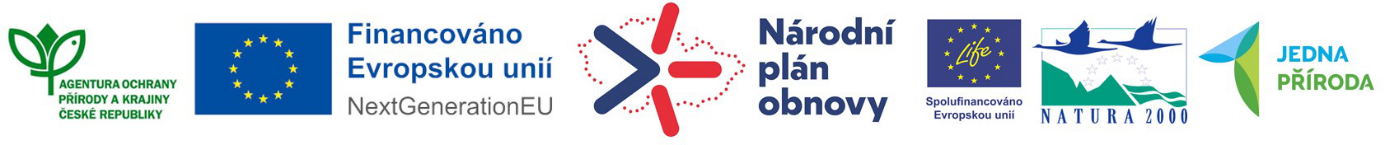 AGENTURA OCHRANY
PŘÍRODY A KRAJINY
ČESKÉ REPUBLIKY
Financováno
Evropskou unií
NextGenerationEU
Národní
plán
obnovy
Life
Spolufinancováno
Evropskou unií
NATURA 2000
JEDNA
PŘÍRODA